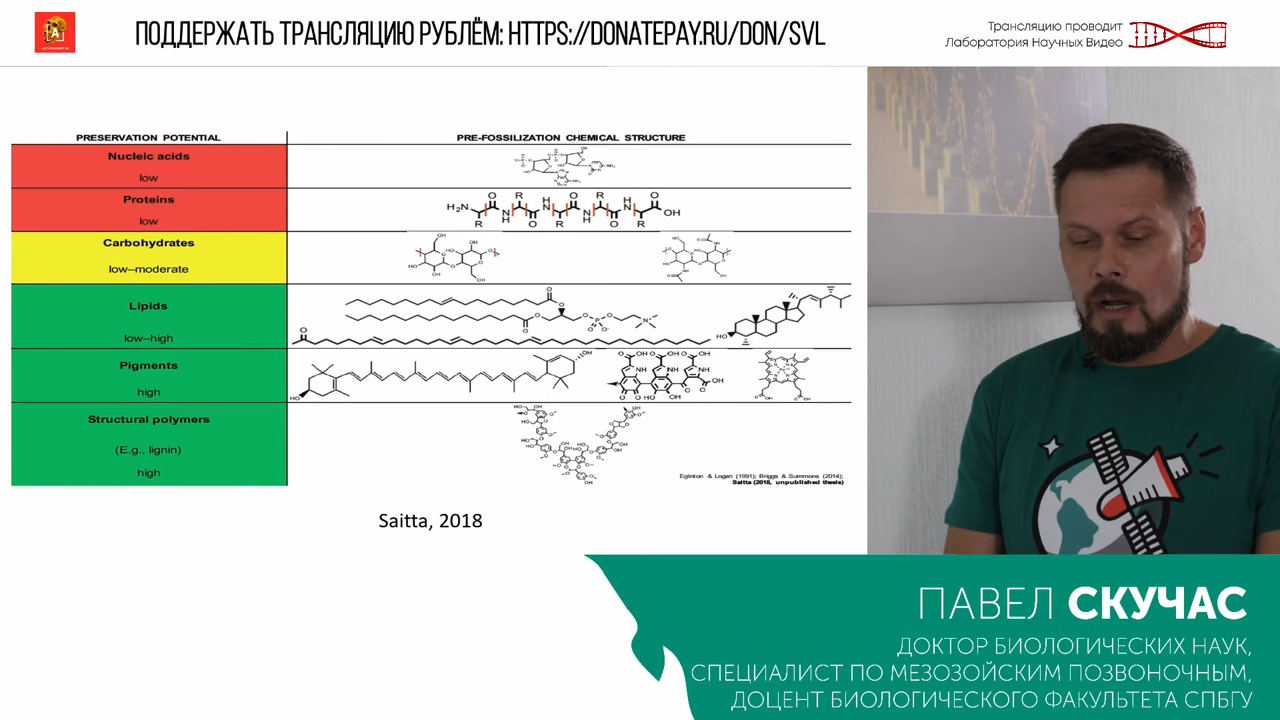 ПОДДЕРЖАТЬ ТРАНСЛЯЦИЮ РУБЛЁМ: HTTPS://DONATEPAY.RU/DON/SVL
Трансляцию проводит
Лаборатория Научных Видео
PRESERVATION POTENTIAL
PRE-FOSSILIZATION CHEMICAL STRUCTURE
Nucleic acids
low
Proteins
low
Carbohydrates
low--moderate
Lipids
low--high
Pigments
high
Structural polymers
(E.g., lignin)
high
Eglinton & Logan (1991); Briggs & Summons (2014);
Saitta (2018, unpublished thesis)
Saitta, 2018
ПАВЕЛ СКУЧАС
ДОКТОР БИОЛОГИЧЕСКИХ НАУК,
СПЕЦИАЛИСТ ПО МЕЗОЗОЙСКИМ ПОЗВОНОЧНЫМ,
ДОЦЕНТ БИОЛОГИЧЕСКОГО ФАКУЛЬТЕТА СПБГУ